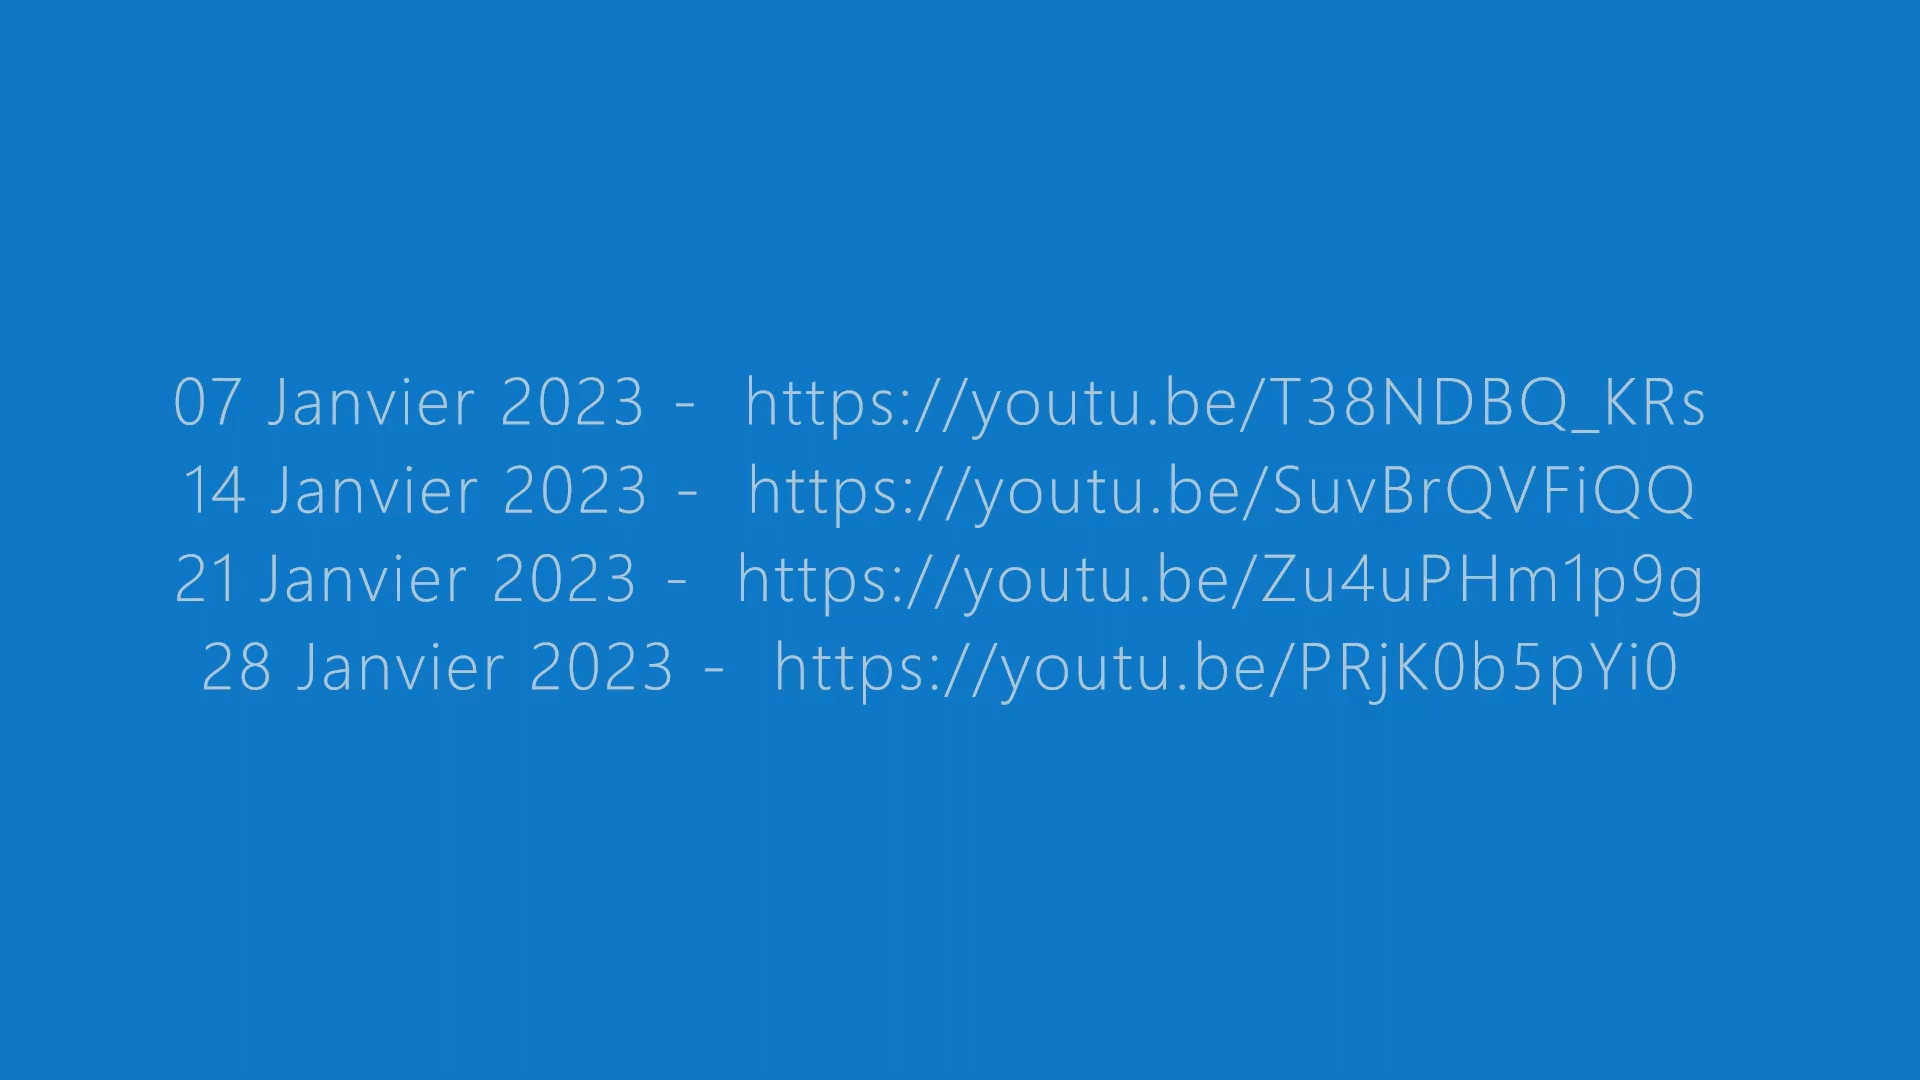 07 Janvier 2023 - https://youtu.be/T38NDBQ_KRs
14 Janvier 2023 - https://youtu.be/SuvBrQVFiQQ
21 Janvier 2023 - https://youtu.be/Zu4uPHm1p9g
28 Janvier 2023 - https://youtu.be/PRjK0b5pYi0